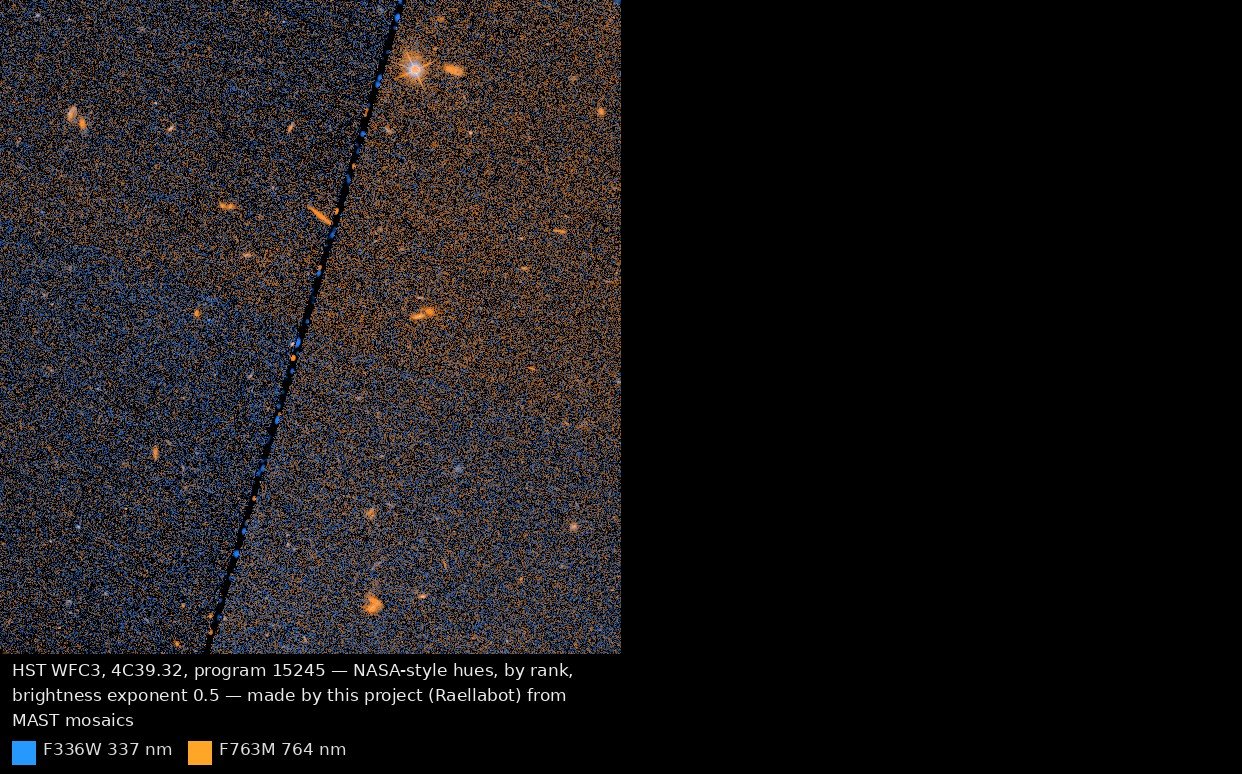 HST WFC3, 4C39.32, program 15245 — NASA-style hues, by rank,
brightness exponent 0.5 — made by this project (Raellabot) from
MAST mosaics
F336W 337 nm F763M 764 nm